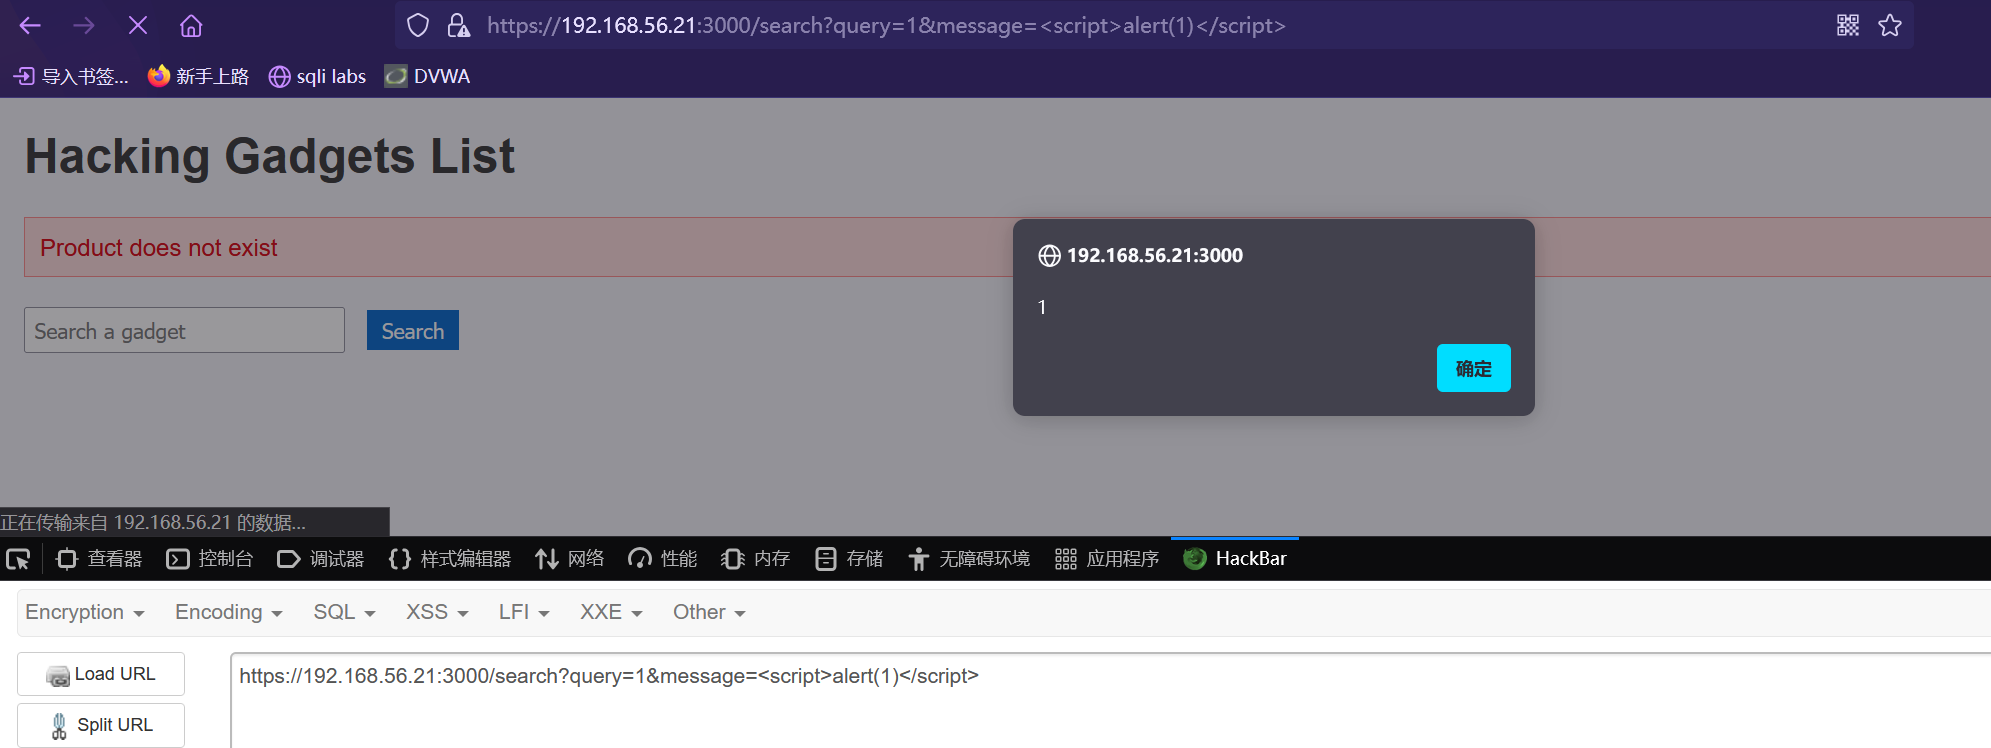 https://192.168.56.21:3000/search?query=1&message=<script>alert(1)</script>
导入书签... 新手上路 sqli labs DVWA
Hacking Gadgets List
Product does not exist
192.168.56.21:3000
1
确定
Search a gadget Search
正在传输来自 192.168.56.21 的数据...
查看器 控制台 调试器 {} 样式编辑器 网络 性能 内存 存储 无障碍环境 应用程序 HackBar
Encryption Encoding SQL XSS LFI XXE Other
Load URL https://192.168.56.21:3000/search?query=1&message=<script>alert(1)</script>
Split URL